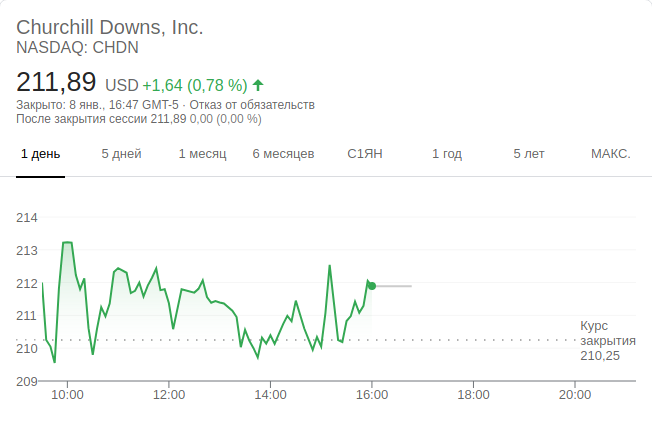 Churchill Downs, Inc.
NASDAQ: CHDN
211,89 USD +1,64 (0,78 %)
Закрыто: 8 янв., 16:47 GMT-5 · Отказ от обязательств
После закрытия сессии 211,89 0,00 (0,00 %)
1 день 5 дней 1 месяц 6 месяцев С1ЯН 1 год 5 лет МАКС.
214
213
212
211
210
209
Курс
закрытия
210,25
10:00 12:00 14:00 16:00 18:00 20:00